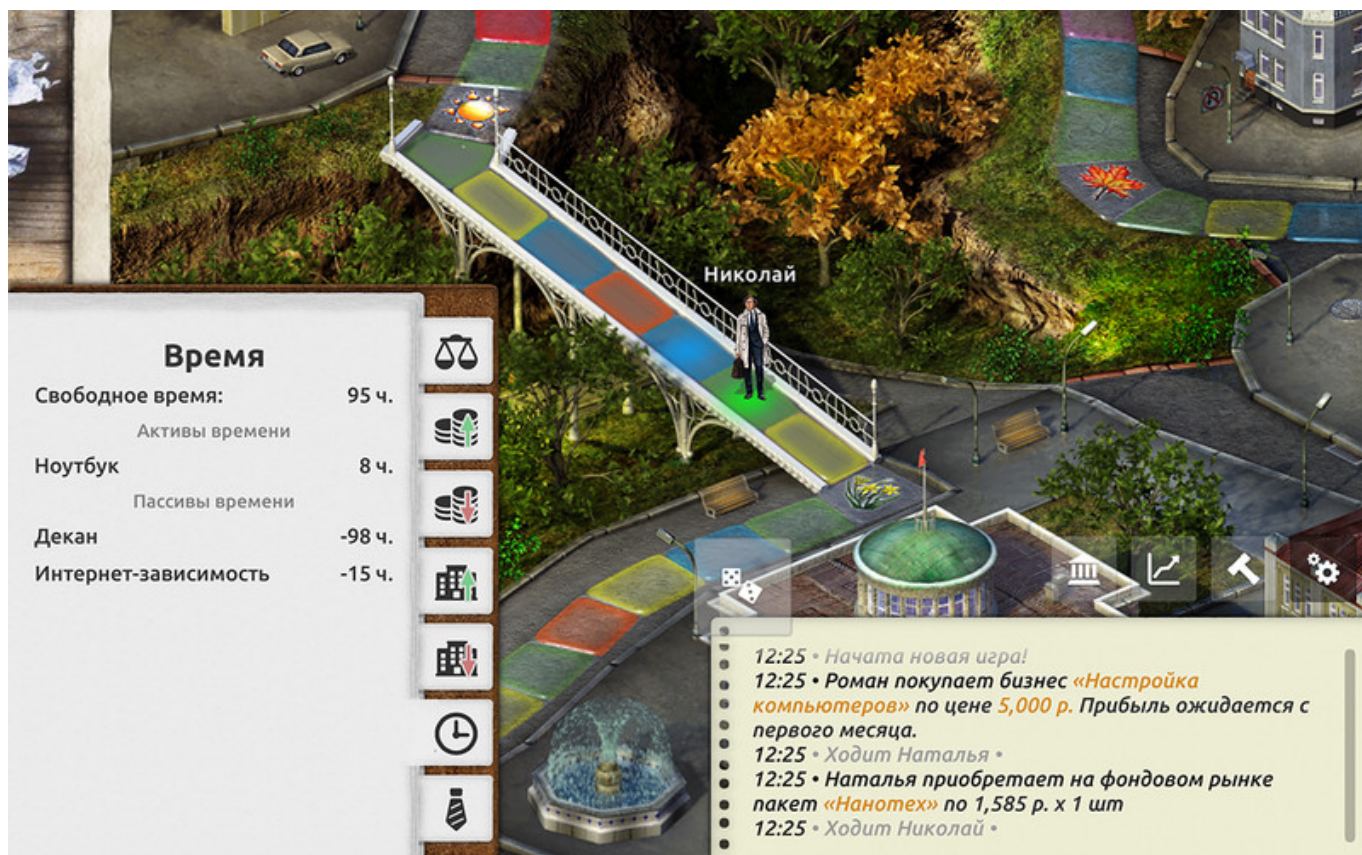 Николай
Время
Свободное время: 95 ч.
Активы времени
Ноутбук 8 ч.
Пассивы времени
Декан -98 ч.
Интернет-зависимость -15 ч.
12:25 • Начата новая игра!
12:25 • Роман покупает бизнес «Настройка
компьютеров» по цене 5,000 р. Прибыль ожидается с
первого месяца.
12:25 • Ходит Наталья •
12:25 • Наталья приобретает на фондовом рынке
пакет «Нанотех» по 1,585 р. x 1 шт
12:25 • Ходит Николай •